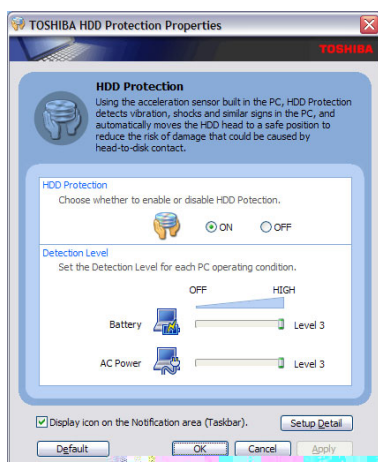 TOSHIBA HDD Protection Properties
TOSHIBA
HDD Protection
Using the acceleration sensor built in the PC, HDD Protection
detects vibration, shocks and similar signs in the PC, and
automatically moves the HDD head to a safe position to
reduce the risk of damage that could be caused by
head-to-disk contact.
HDD Protection
Choose whether to enable or disable HDD Potection.
ON OFF
Detection Level
Set the Detection Level for each PC operating condition.
OFF HIGH
Battery Level 3
AC Power Level 3
Display icon on the Notification area (Taskbar). Setup Detail
Default OK Cancel Apply